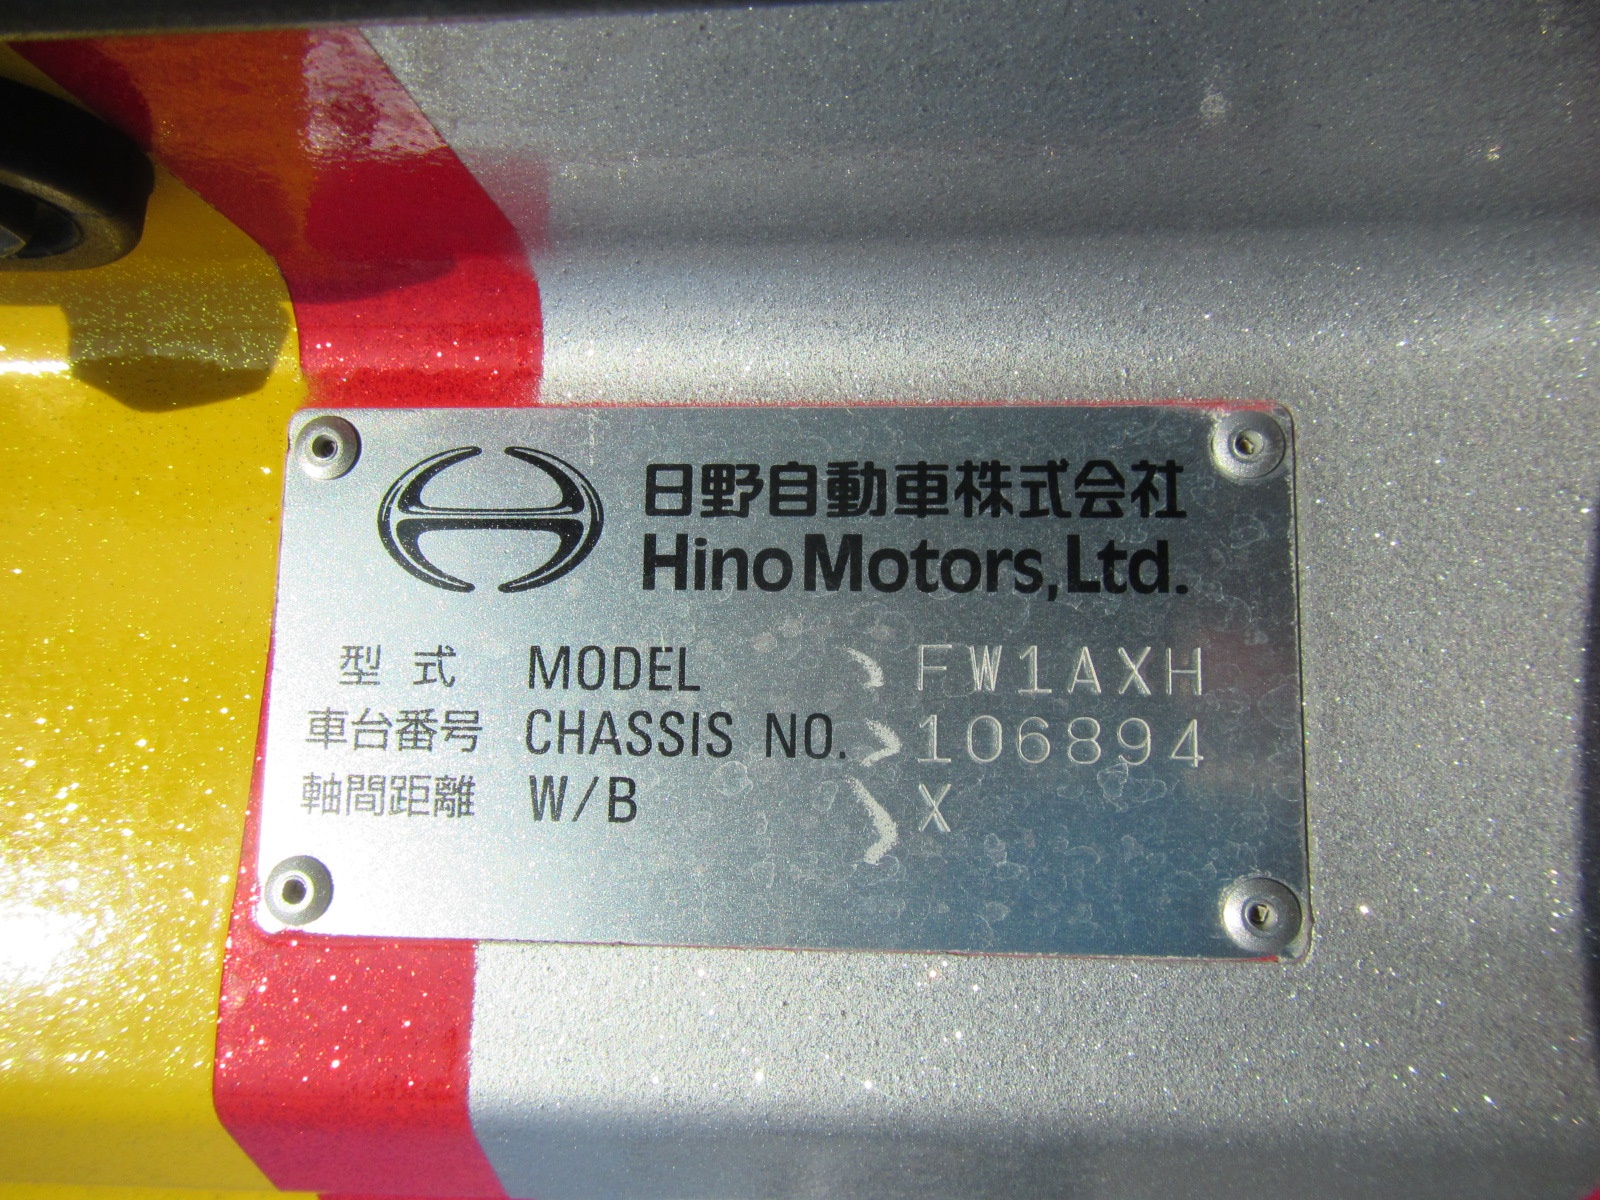 日野自動車株式会社
Hino Motors, Ltd.
型式 MODEL FW1AXH
車台番号 CHASSIS NO. 106894
軸間距離 W/B X